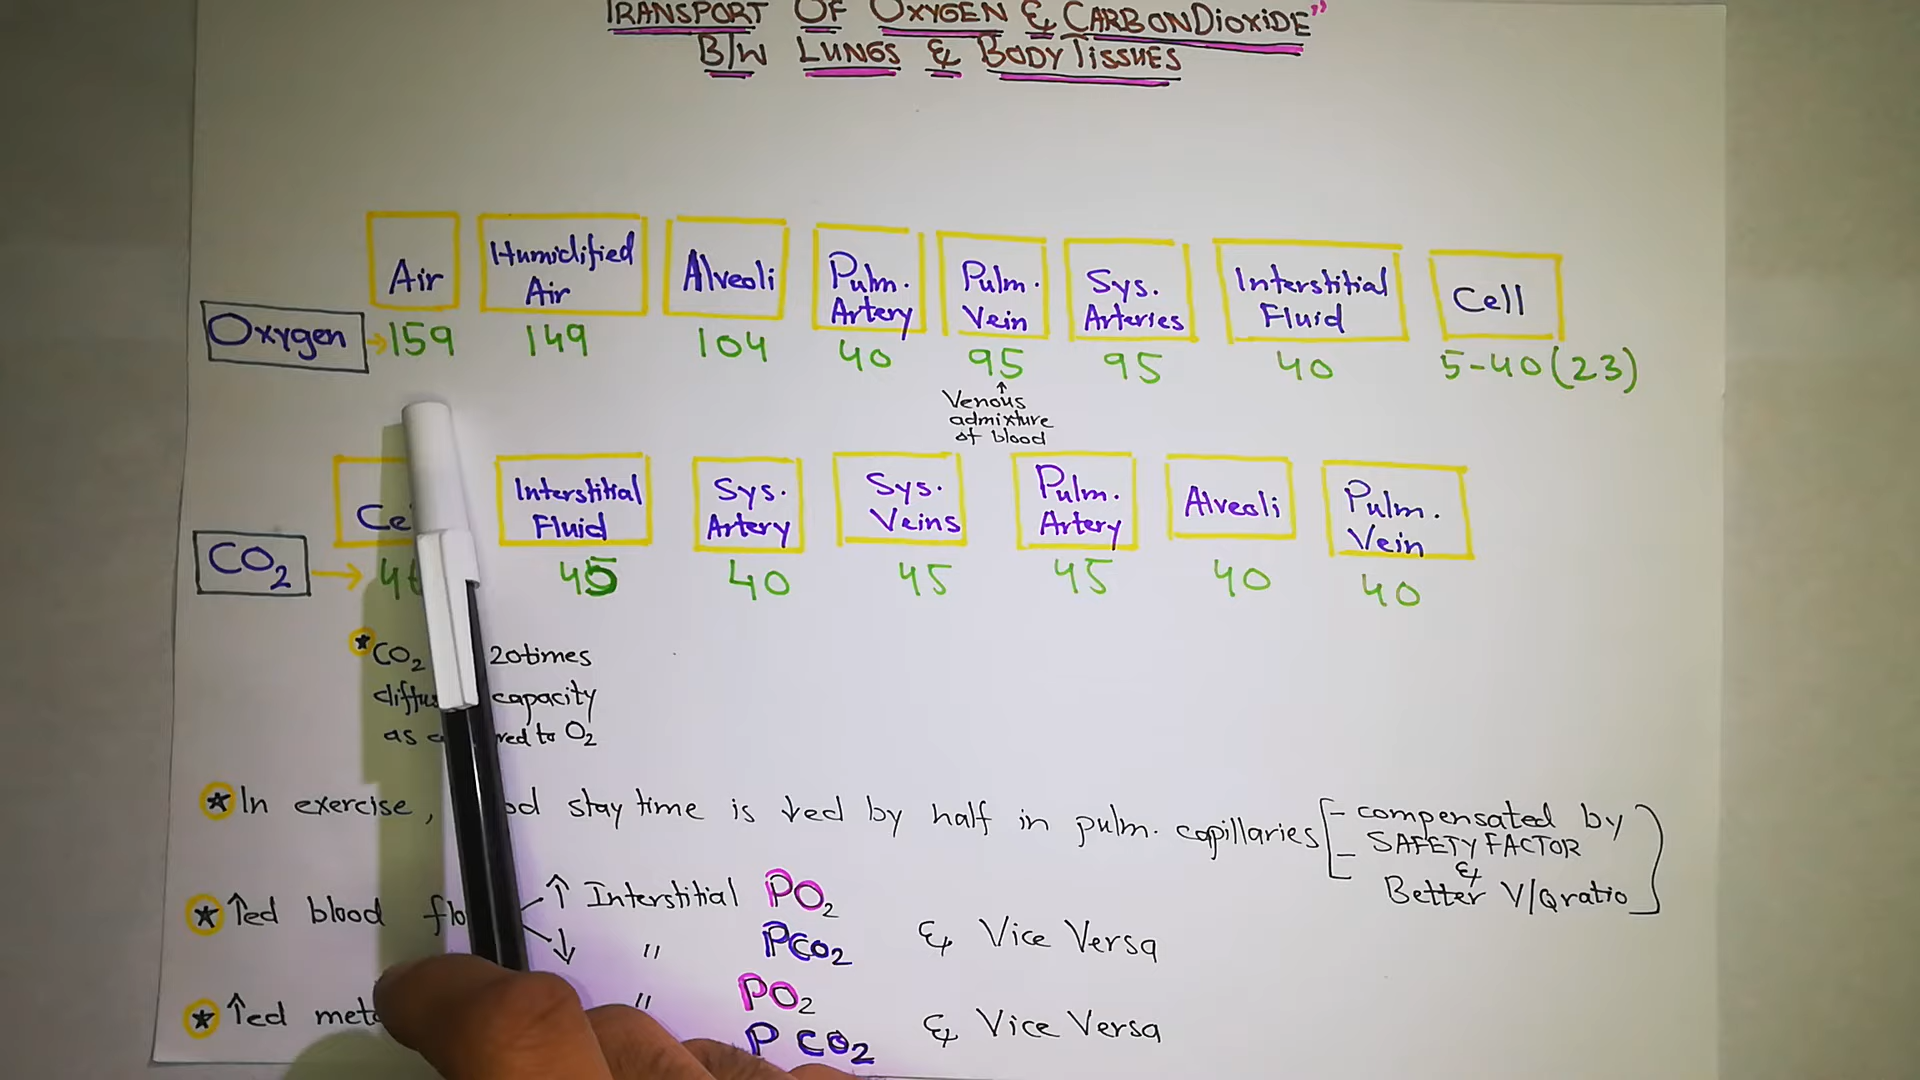 TRANSPORT OF OXYGEN & CARBONDIOXIDE"
B/W LUNGS & BODY TISSUES
Air
Humidified Air
Alveoli
Pulm. Artery
Pulm. Vein
Sys. Arteries
Interstitial Fluid
Cell
Oxygen → 159 149 104 40 95 95 40 5-40 (23)
↑
Venous
admixture
of blood
Interstitial Fluid
Sys. Artery
Sys. Veins
Pulm. Artery
Alveoli
Pulm. Vein
CO2 → 45 40 45 45 40 40
*CO2 20times
capacity
as to O2
* In exercise, stay time is ↓ed by half in pulm. capillaries
- compensated by
- SAFETY FACTOR
&
Better V/Q ratio
* ↑ed blood ↑ Interstitial PO2
↓ " PCO2 & Vice Versa
* ↑ed " PO2
PCO2 & Vice Versa